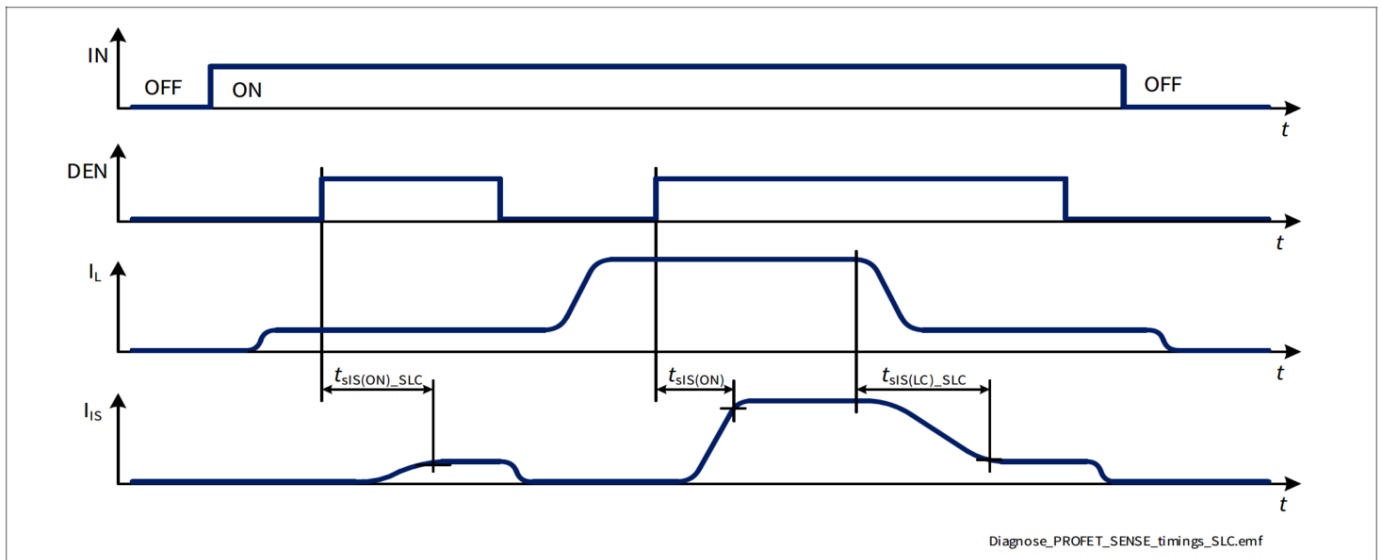 IN
OFF
ON
OFF
t
DEN
t
IL
t
tsIS(ON)_SLC
tsIS(ON)
tsIS(LC)_SLC
IIS
t
Diagnose_PROFET_SENSE_timings_SLC.emf